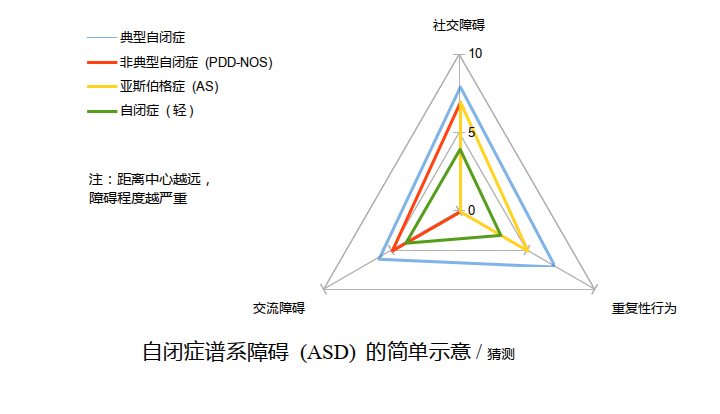 社交障碍
典型自闭症
非典型自闭症 (PDD-NOS)
亚斯伯格症 (AS)
自闭症 ( 轻 )
10
5
0
注：距离中心越远，
障碍程度越严重
交流障碍
重复性行为
自闭症谱系障碍 (ASD) 的简单示意 / 猜测